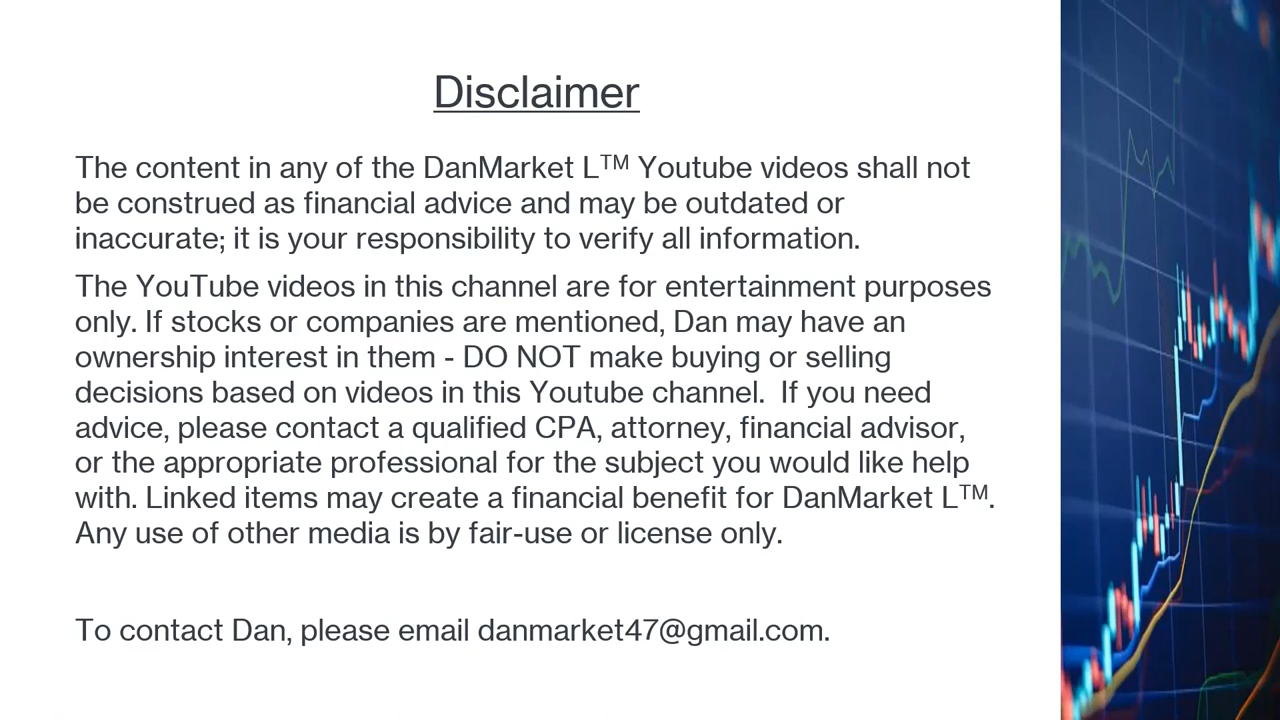 Disclaimer
The content in any of the DanMarket L™ Youtube videos shall not
be construed as financial advice and may be outdated or
inaccurate; it is your responsibility to verify all information.
The YouTube videos in this channel are for entertainment purposes
only. If stocks or companies are mentioned, Dan may have an
ownership interest in them - DO NOT make buying or selling
decisions based on videos in this Youtube channel.  If you need
advice, please contact a qualified CPA, attorney, financial advisor,
or the appropriate professional for the subject you would like help
with. Linked items may create a financial benefit for DanMarket L™.
Any use of other media is by fair-use or license only.
To contact Dan, please email danmarket47@gmail.com.